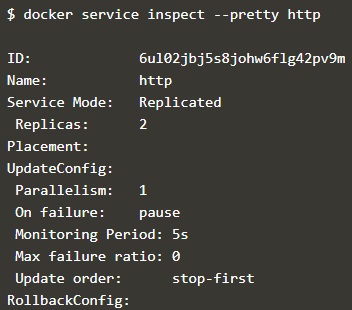 $ docker service inspect --pretty http
ID: 6ul02jbj5s8johw6flg42pv9m
Name: http
Service Mode: Replicated
Replicas: 2
Placement:
UpdateConfig:
Parallelism: 1
On failure: pause
Monitoring Period: 5s
Max failure ratio: 0
Update order: stop-first
RollbackConfig: